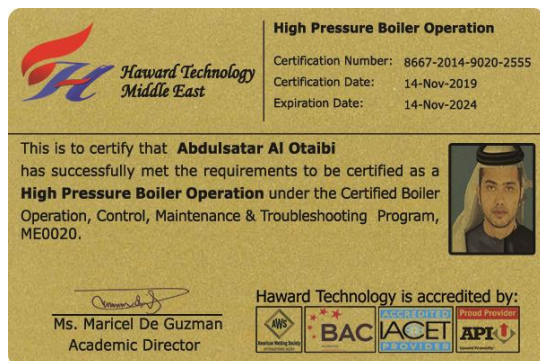 Haward Technology
Middle East
High Pressure Boiler Operation
Certification Number: 8667-2014-9020-2555
Certification Date: 14-Nov-2019
Expiration Date: 14-Nov-2024
This is to certify that Abdulsatar Al Otaibi
has successfully met the requirements to be certified as a
High Pressure Boiler Operation under the Certified Boiler
Operation, Control, Maintenance & Troubleshooting Program,
ME0020.
Ms. Maricel De Guzman
Academic Director
Haward Technology is accredited by:
AWS
American Welding Society
BAC
ACCREDITED
IACET
PROVIDER
Proud Provider
API